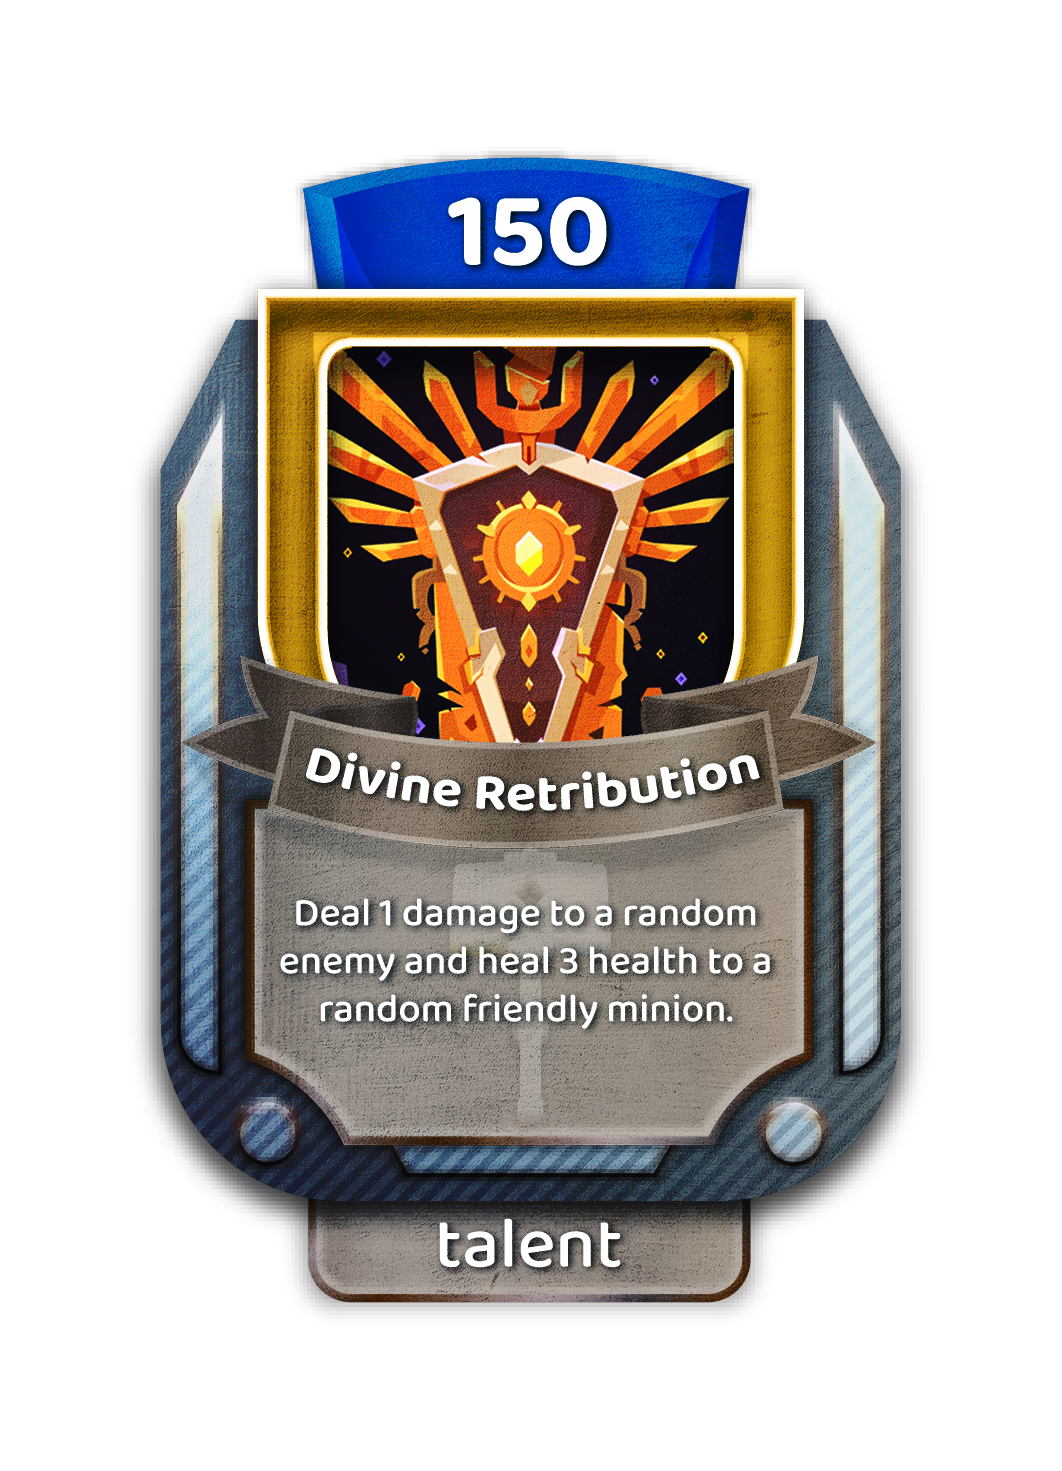 150
Divine Retribution
Deal 1 damage to a random
enemy and heal 3 health to a
random friendly minion.
talent